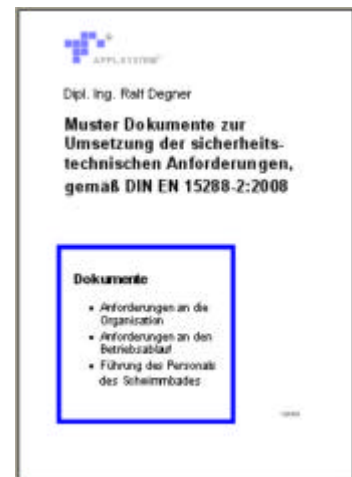 APPLSYSTEM
Dipl. Ing. Ralf Degner
Muster Dokumente zur
Umsetzung der sicherheits-
technischen Anforderungen,
gemäß DIN EN 15288-2:2008
Dokumente
• Anforderungen an die
Organisation
• Anforderungen an den
Betriebsablauf
• Führung des Personals
des Schwimmbades